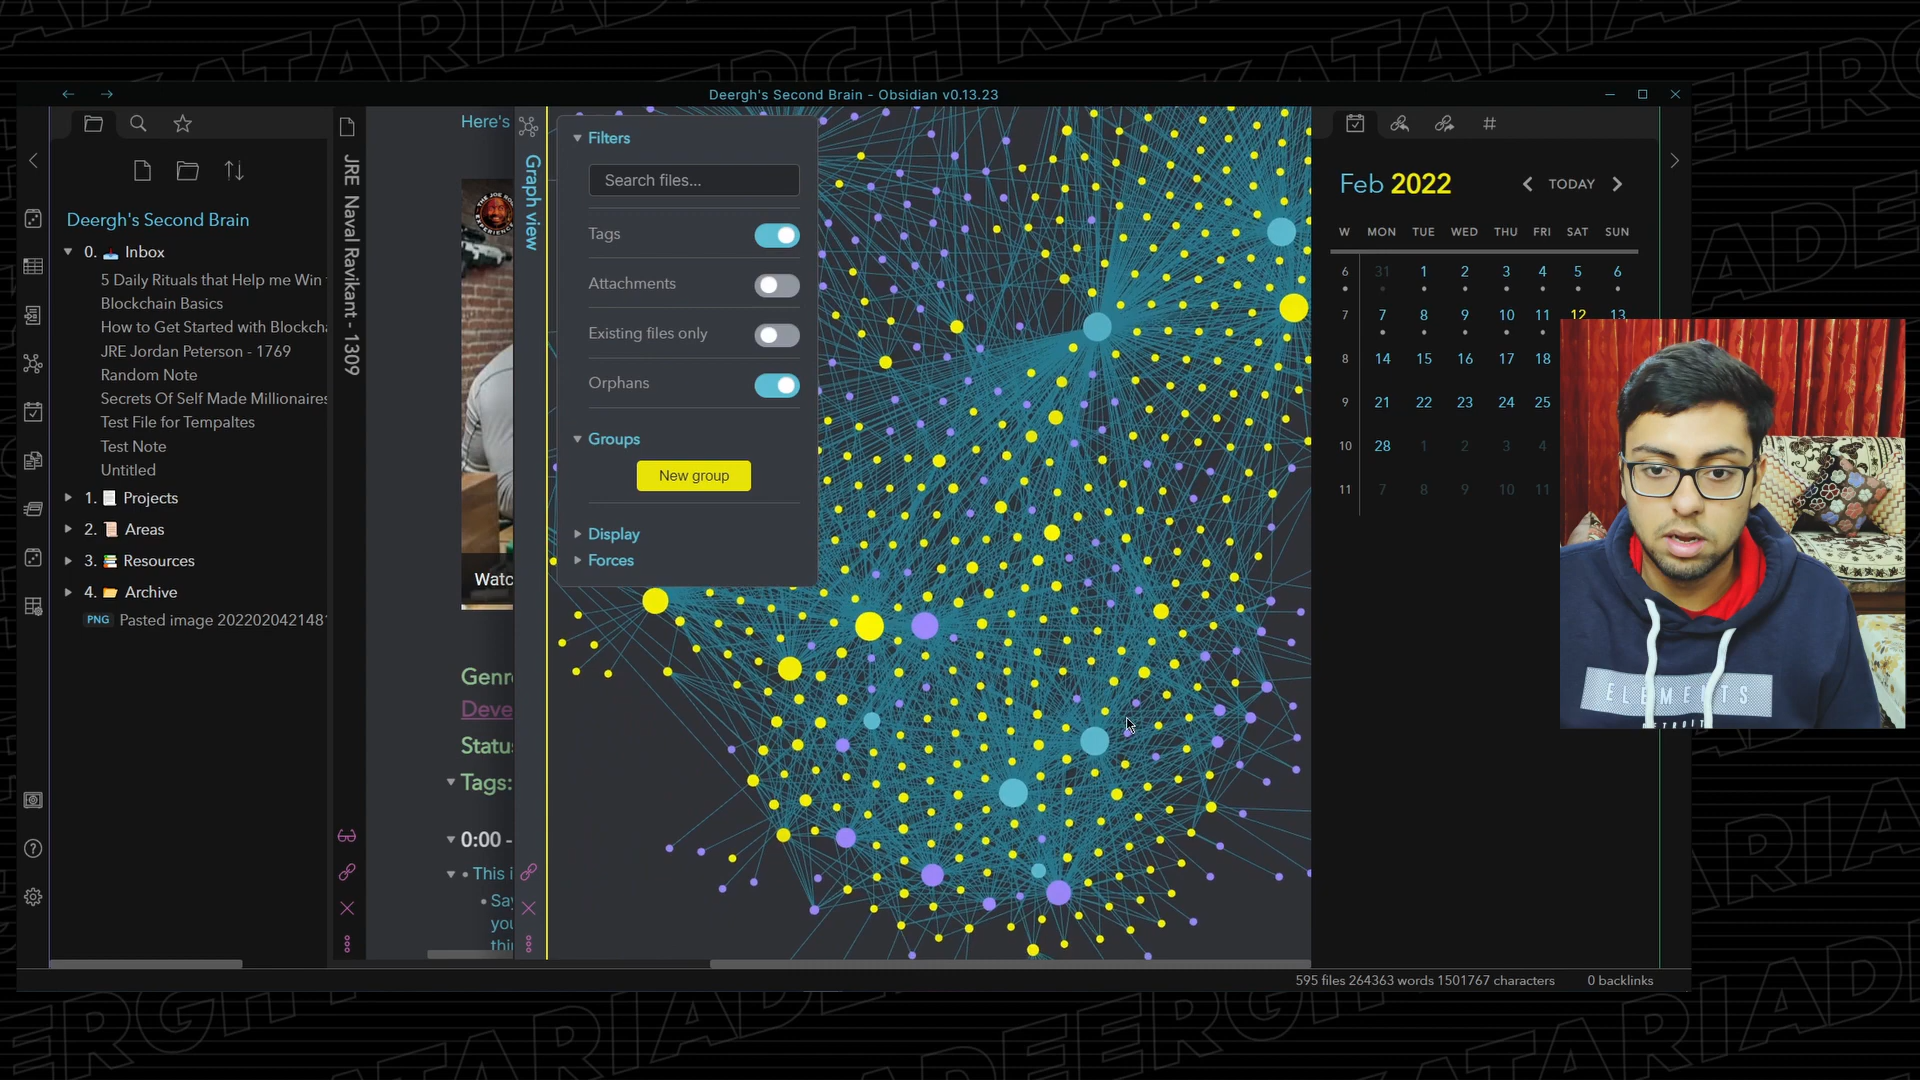 Deergh's Second Brain - Obsidian v0.13.23
Deergh's Second Brain
0. Inbox
5 Daily Rituals that Help me Win
Blockchain Basics
How to Get Started with Blockcha
JRE Jordan Peterson - 1769
Random Note
Secrets Of Self Made Millionaires
Test File for Tempaltes
Test Note
Untitled
1. Projects
2. Areas
3. Resources
4. Archive
PNG Pasted image 2022020421481
JRE Naval Ravikant - 1309
Here's
Watc
Genre
Deve
Status
Tags:
0:00 -
This i
Say
you
thin
Graph view
Filters
Search files...
Tags
Attachments
Existing files only
Orphans
Groups
New group
Display
Forces
Feb 2022
TODAY
W MON TUE WED THU FRI SAT SUN
6 31 1 2 3 4 5 6
7 7 8 9 10 11 12 13
8 14 15 16 17 18
9 21 22 23 24 25
10 28 1 2 3 4
11 7 8 9 10 11
ELEMENTS
DETROIT
595 files 264363 words 1501767 characters
0 backlinks